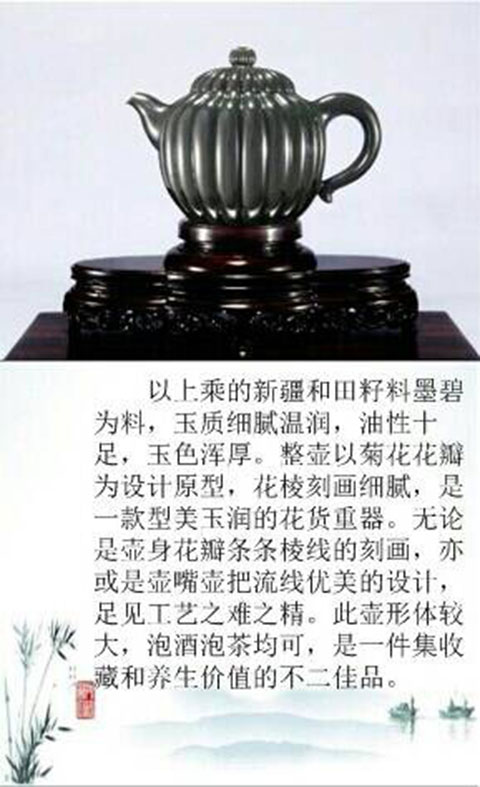 以上乘的新疆和田籽料墨碧
为料，玉质细腻温润，油性十
足，玉色浑厚。整壶以菊花花瓣
为设计原型，花棱刻画细腻，是
一款型美玉润的花货重器。无论
是壶身花瓣条条棱线的刻画，亦
或是壶嘴壶把流线优美的设计，
足见工艺之难之精。此壶形体较
大，泡酒泡茶均可，是一件集收
藏和养生价值的不二佳品。